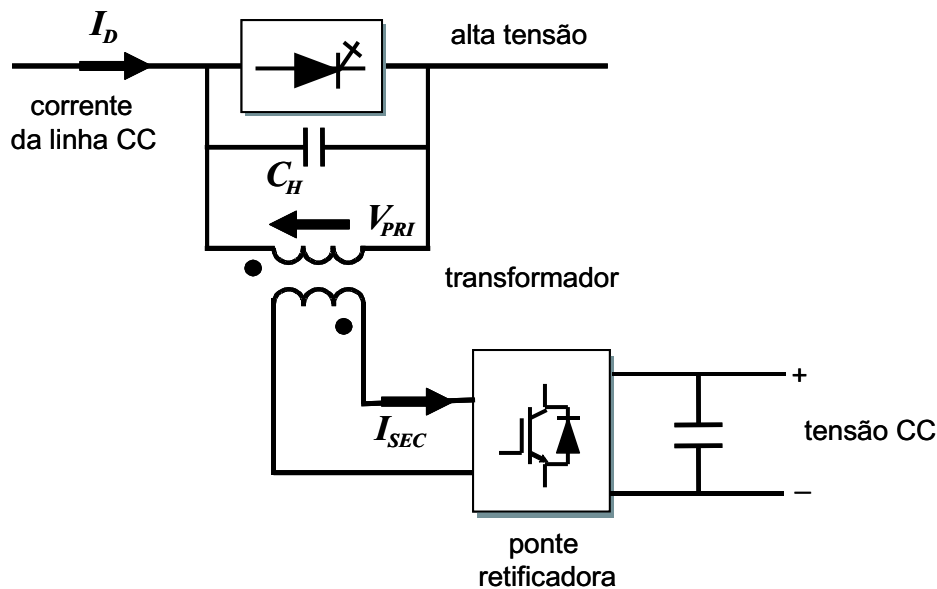 I_D
alta tensão
corrente
da linha CC
C_H
V_PRI
transformador
I_SEC
+
tensão CC
−
ponte
retificadora